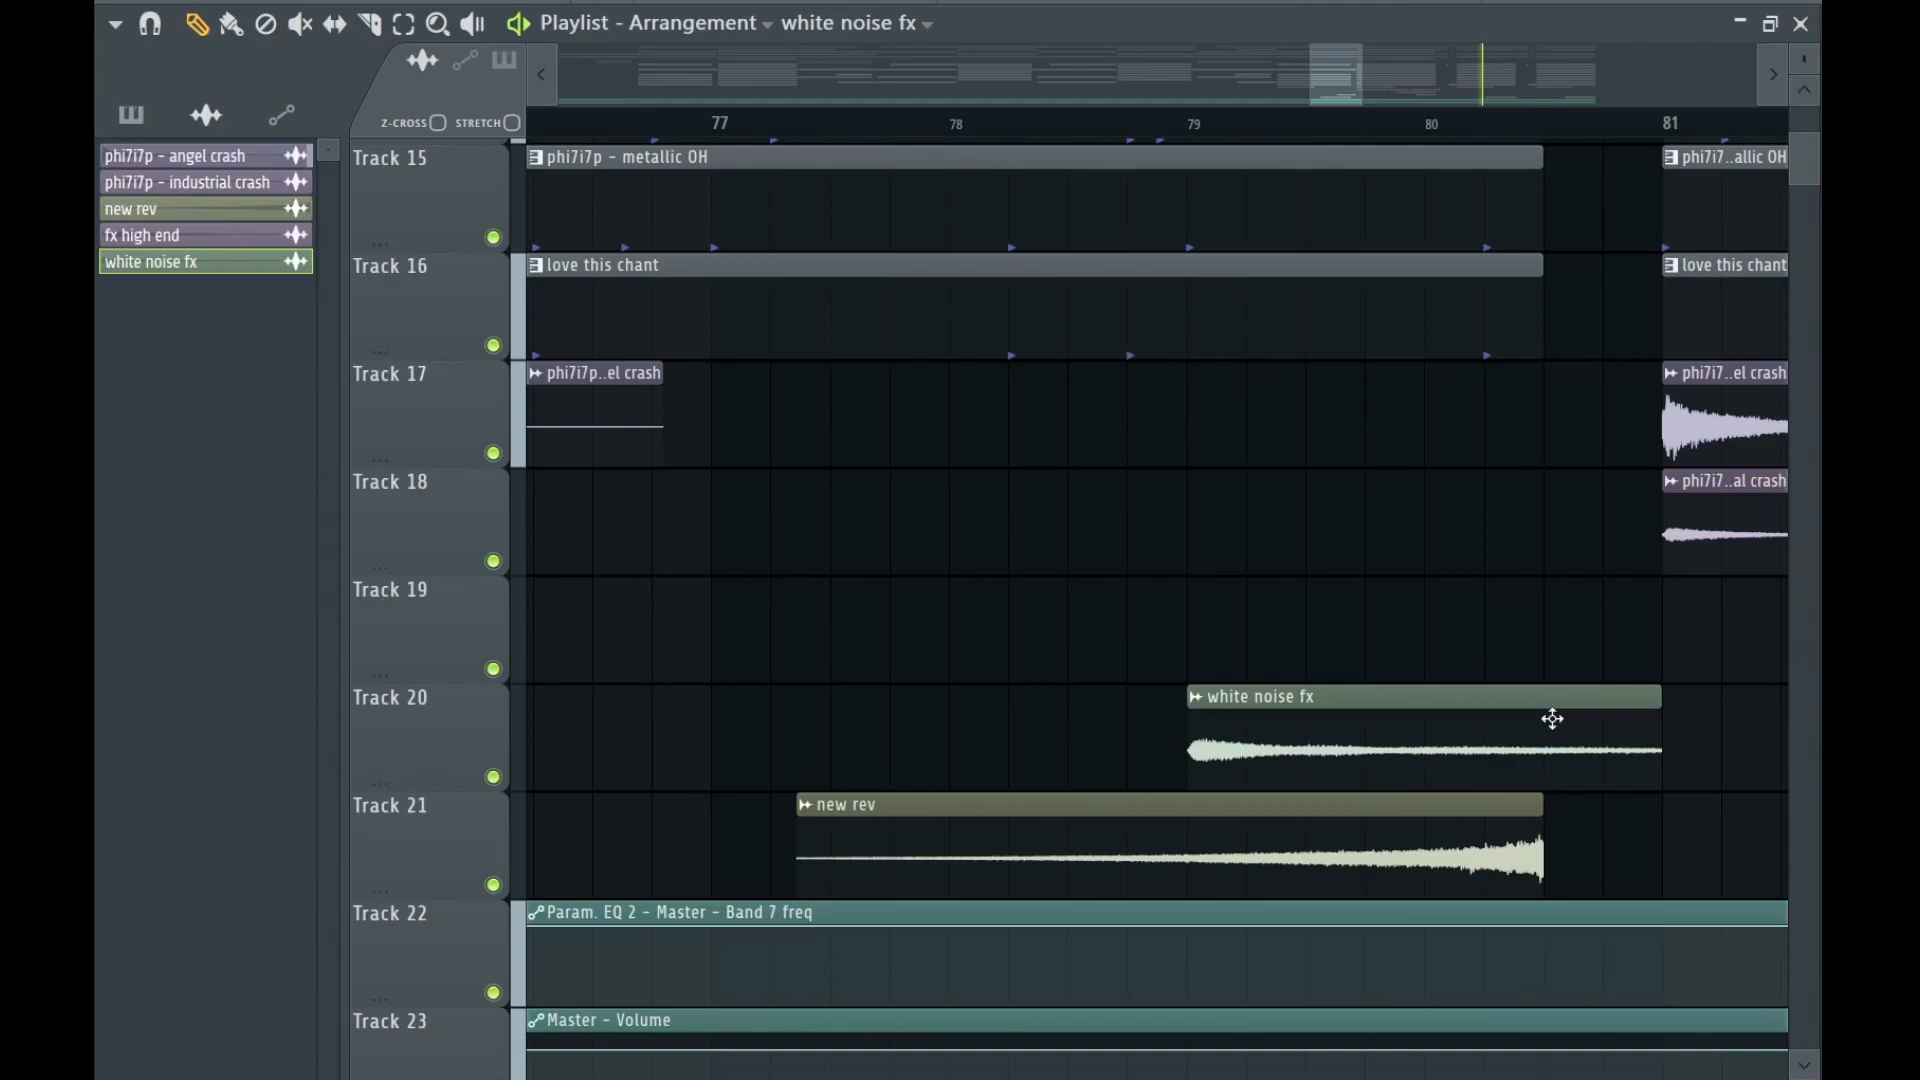 Playlist - Arrangement white noise fx
Z-CROSS STRETCH
77 78 79 80 81
phi7i7p - angel crash
phi7i7p - industrial crash
new rev
fx high end
white noise fx
Track 15
phi7i7p - metallic OH
phi7i7..allic OH
Track 16
love this chant
love this chant
Track 17
phi7i7p..el crash
phi7i7..el crash
Track 18
phi7i7..al crash
Track 19
Track 20
white noise fx
Track 21
new rev
Track 22
Param. EQ 2 - Master - Band 7 freq
Track 23
Master - Volume